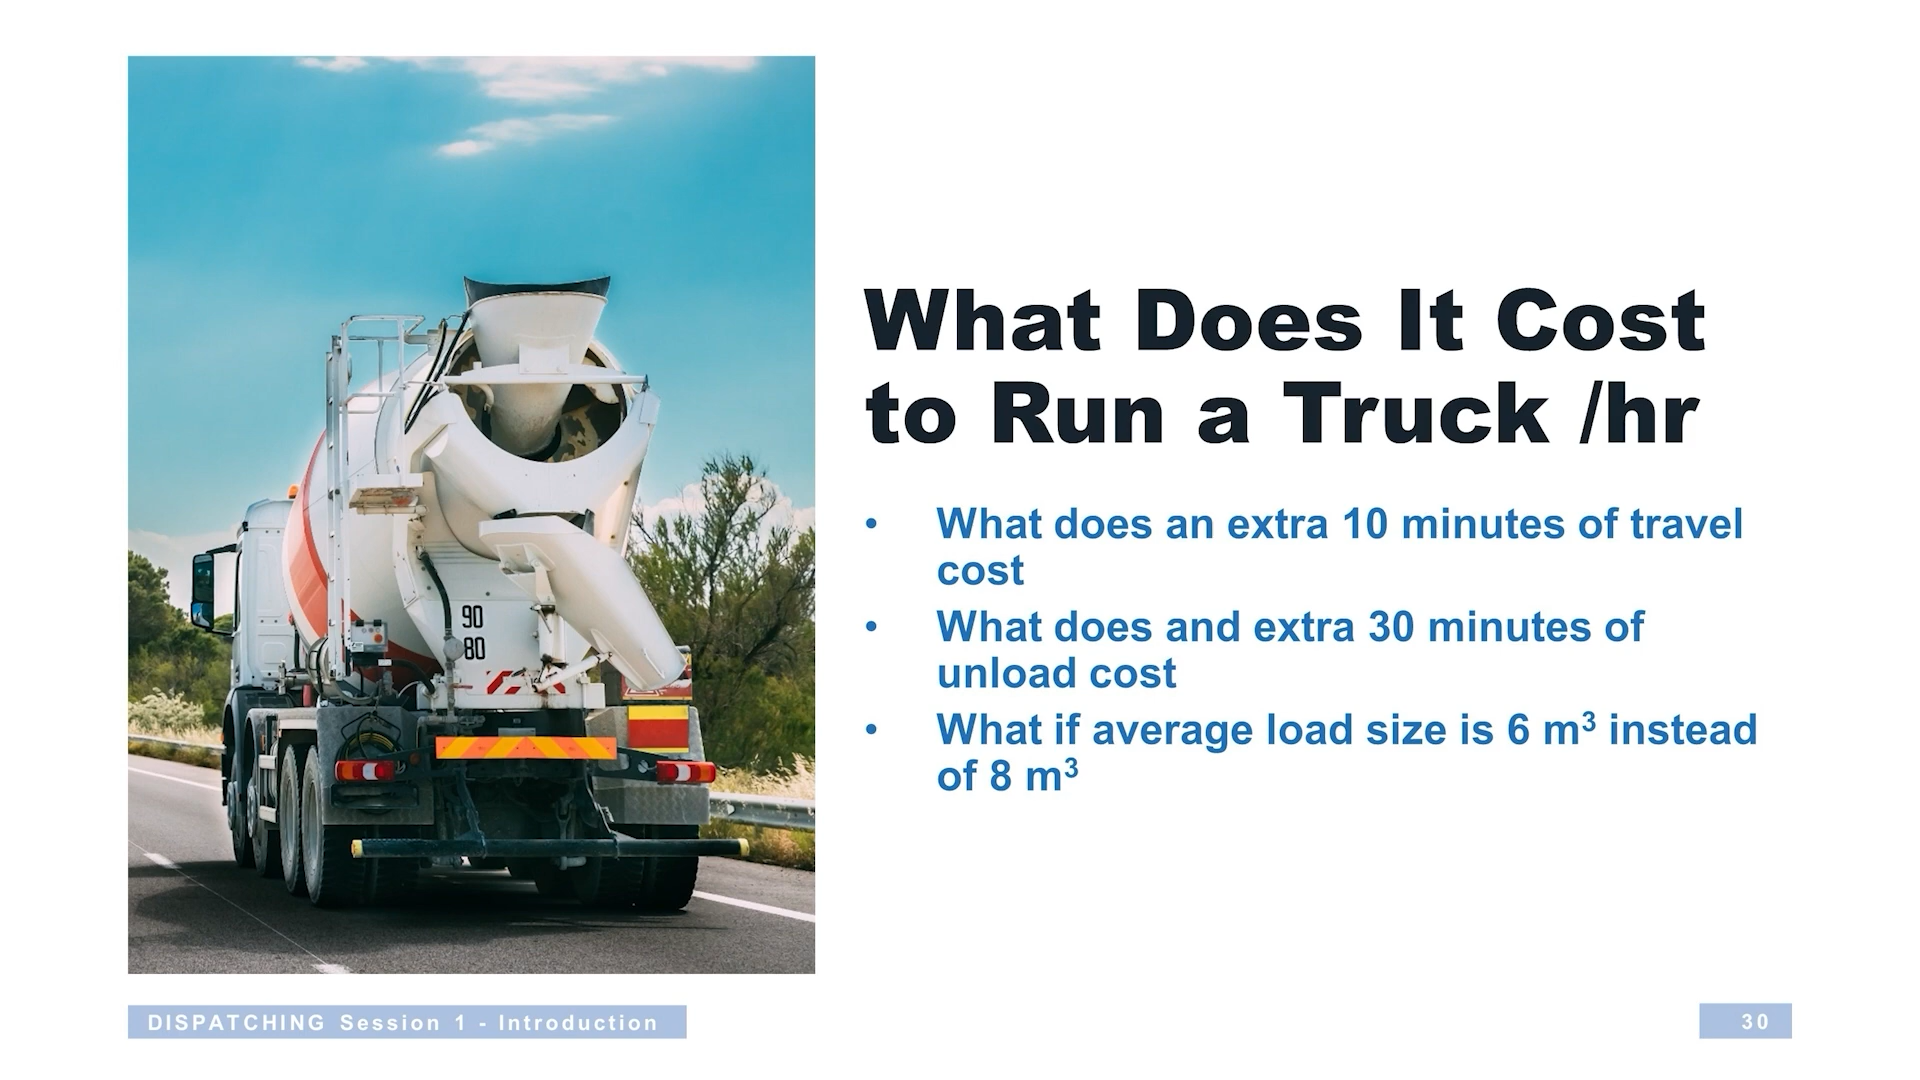 What Does It Cost
to Run a Truck /hr
• What does an extra 10 minutes of travel
cost
• What does and extra 30 minutes of
unload cost
• What if average load size is 6 m³ instead
of 8 m³
90
80
DISPATCHING Session 1 - Introduction
30